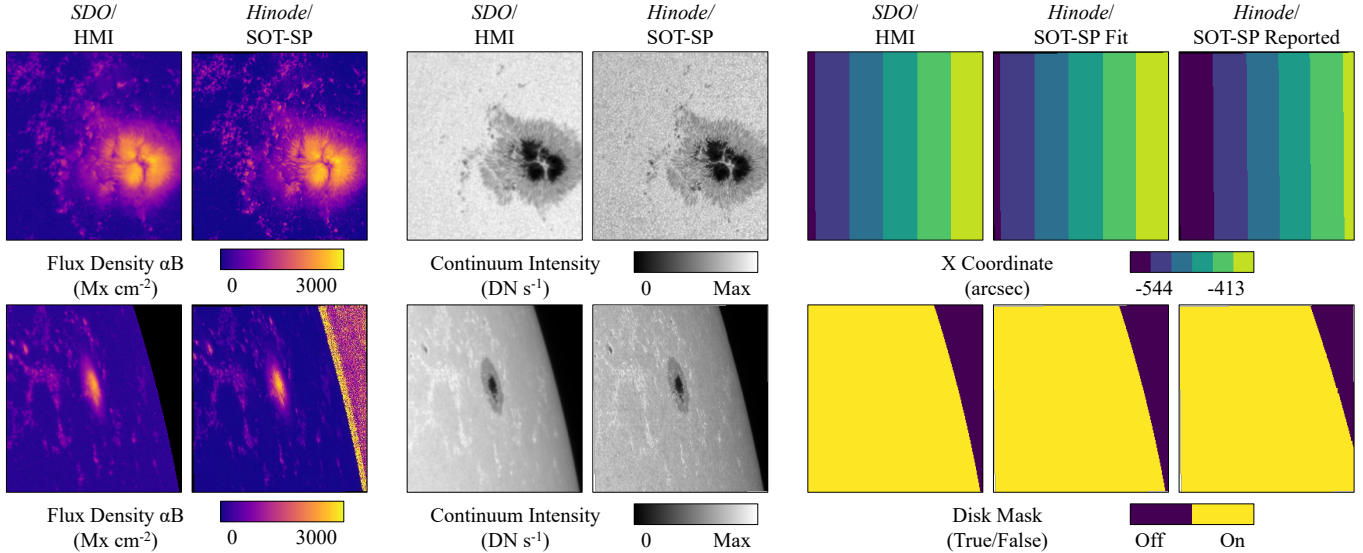 SDO/
HMI
Hinode/
SOT-SP
SDO/
HMI
Hinode/
SOT-SP
SDO/
HMI
Hinode/
SOT-SP Fit
Hinode/
SOT-SP Reported
Flux Density αB
(Mx cm-2)
0 3000
Continuum Intensity
(DN s-1)
0 Max
X Coordinate
(arcsec)
-544 -413
Flux Density αB
(Mx cm-2)
0 3000
Continuum Intensity
(DN s-1)
0 Max
Disk Mask
(True/False)
Off On